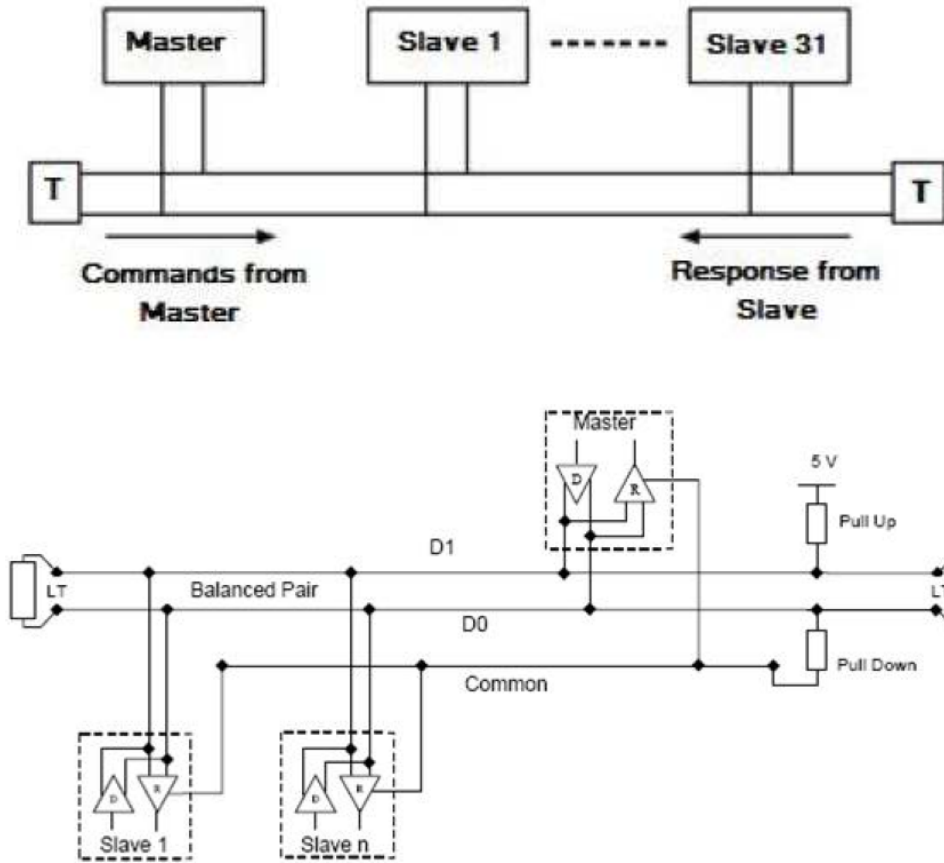 Master
Slave 1
Slave 31
T
T
Commands from
Master
Response from
Slave
Master
D
R
5 V
Pull Up
D1
LT
Balanced Pair
LT
D0
Common
Pull Down
D
R
D
R
Slave 1
Slave n